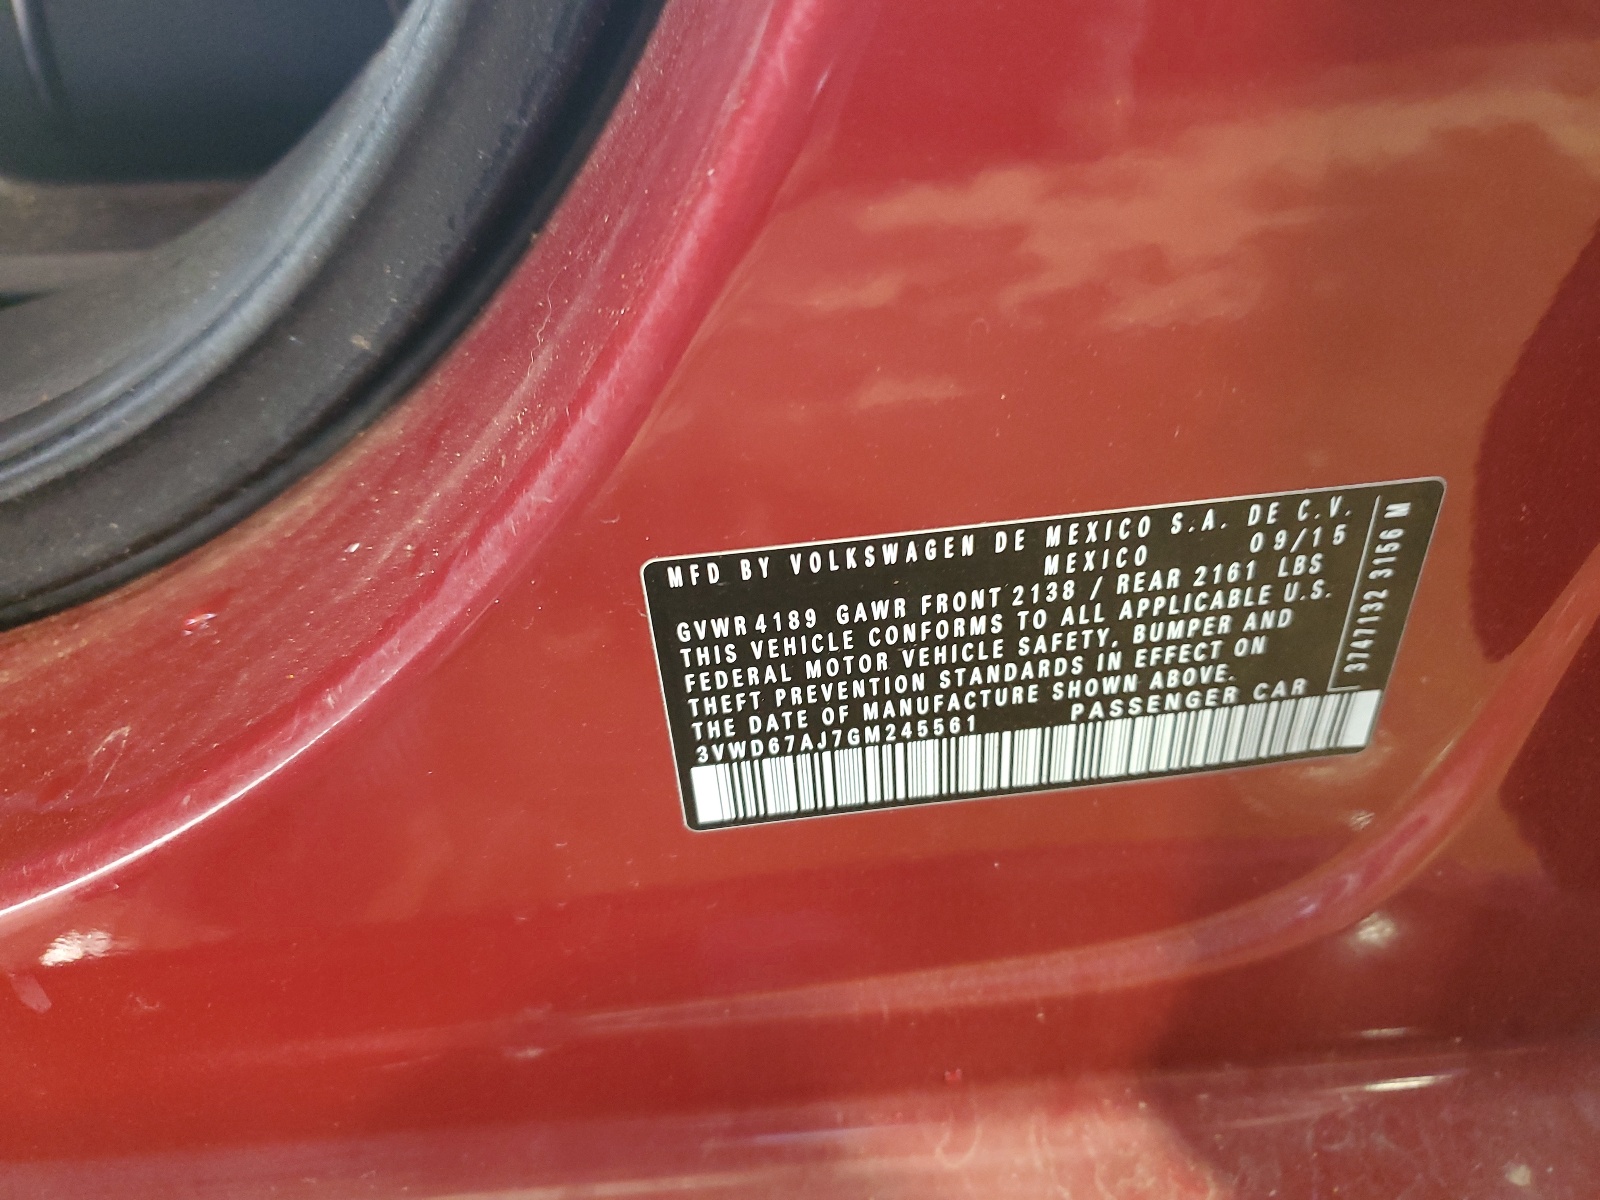 MFD BY VOLKSWAGEN DE MEXICO S.A. DE C.V.
MEXICO 09/15
GVWR 4189 GAWR FRONT 2138 / REAR 2161 LBS
THIS VEHICLE CONFORMS TO ALL APPLICABLE U.S.
FEDERAL MOTOR VEHICLE SAFETY, BUMPER AND
THEFT PREVENTION STANDARDS IN EFFECT ON
THE DATE OF MANUFACTURE SHOWN ABOVE.
3VWD67AJ7GM245561 PASSENGER CAR
3747132 3156 M